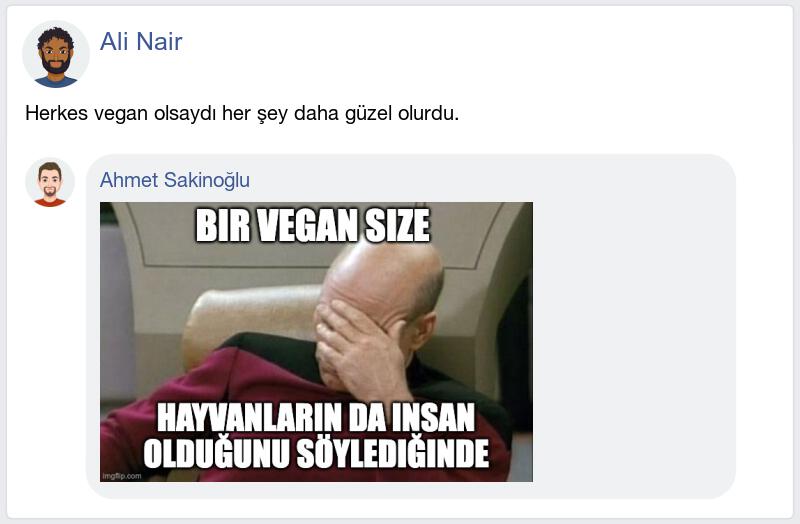 Ali Nair
Herkes vegan olsaydı her şey daha güzel olurdu.
Ahmet Sakinoğlu
BIR VEGAN SIZE
HAYVANLARIN DA INSAN
OLDUĞUNU SÖYLEDIĞINDE
imgflip.com